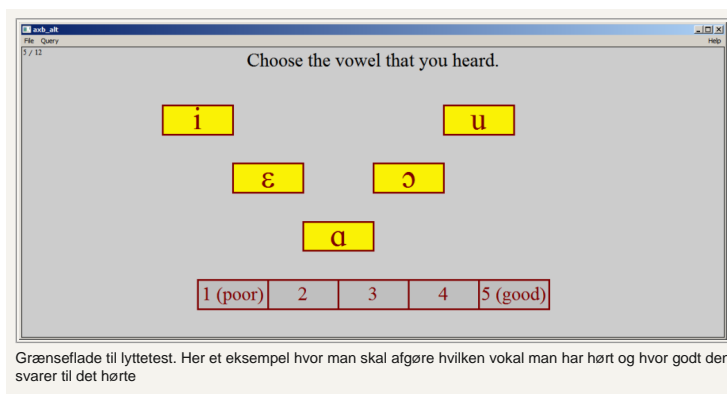 axb_alt
File Query Help
5 / 12
Choose the vowel that you heard.
i u
ɛ ɔ
ɑ
1 (poor) 2 3 4 5 (good)
Grænseflade til lyttetest. Her et eksempel hvor man skal afgøre hvilken vokal man har hørt og hvor godt den
svarer til det hørte